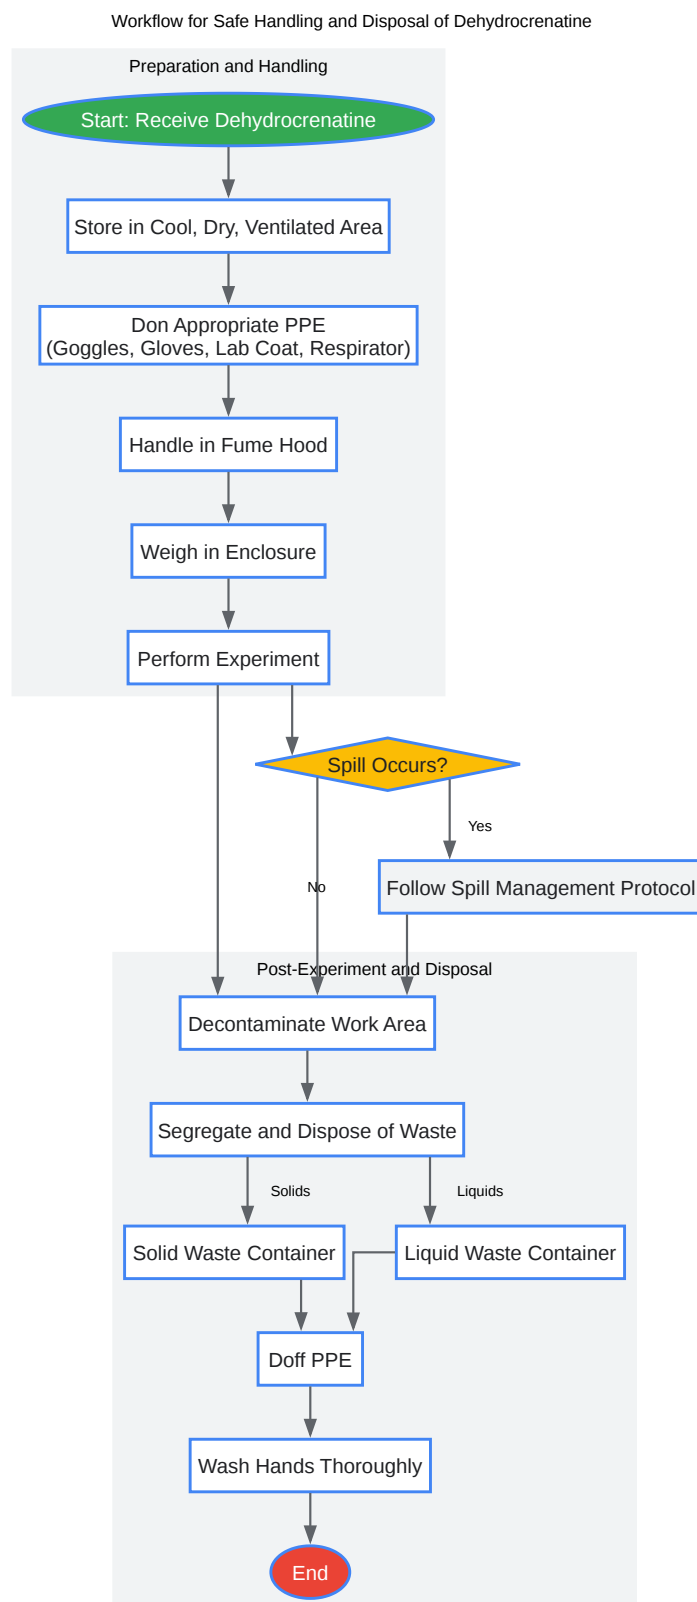 Workflow for Safe Handling and Disposal of Dehydrocrenatine
Preparation and Handling
Start: Receive Dehydrocrenatine
Store in Cool, Dry, Ventilated Area
Don Appropriate PPE
(Goggles, Gloves, Lab Coat, Respirator)
Handle in Fume Hood
Weigh in Enclosure
Perform Experiment
Spill Occurs?
Yes
No
Follow Spill Management Protocol
Post-Experiment and Disposal
Decontaminate Work Area
Segregate and Dispose of Waste
Solids
Liquids
Solid Waste Container
Liquid Waste Container
Doff PPE
Wash Hands Thoroughly
End